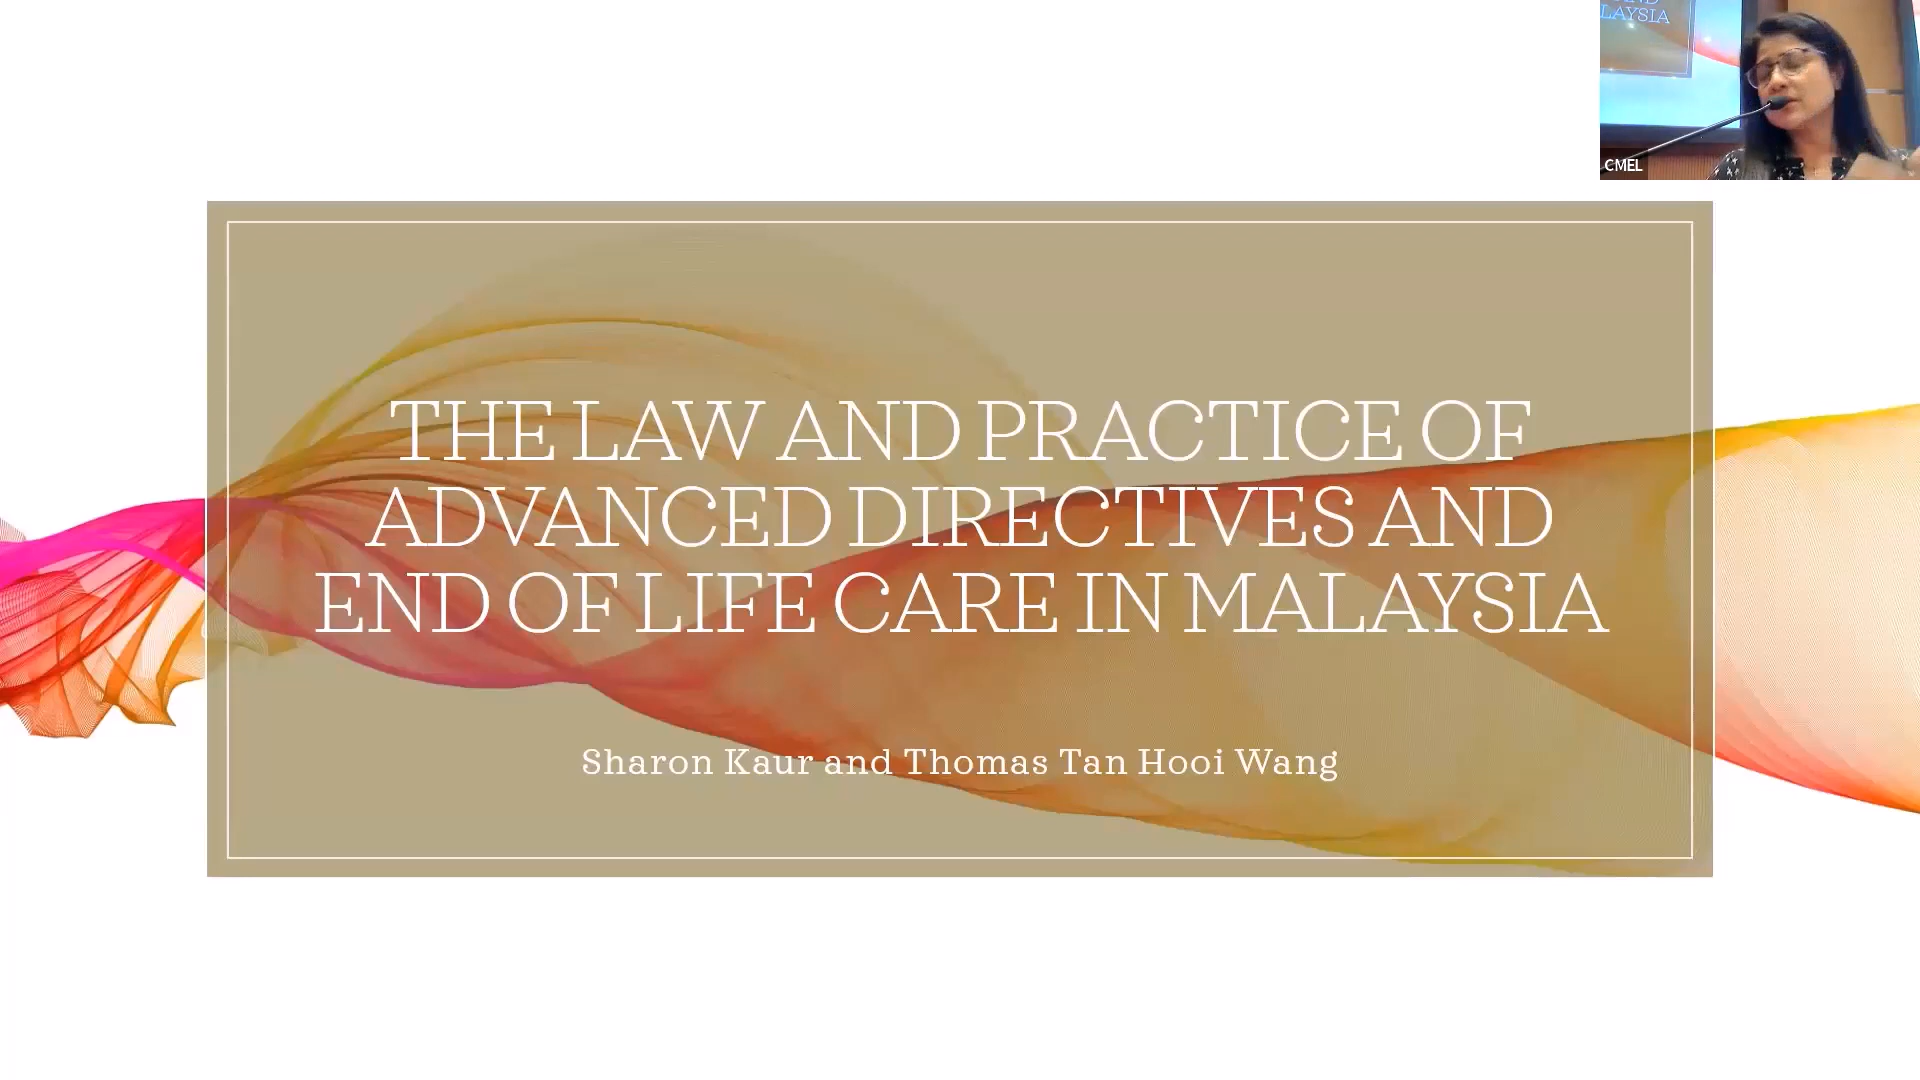 LAYSIA
CMEL
THE LAW AND PRACTICE OF
ADVANCED DIRECTIVES AND
END OF LIFE CARE IN MALAYSIA
Sharon Kaur and Thomas Tan Hooi Wang